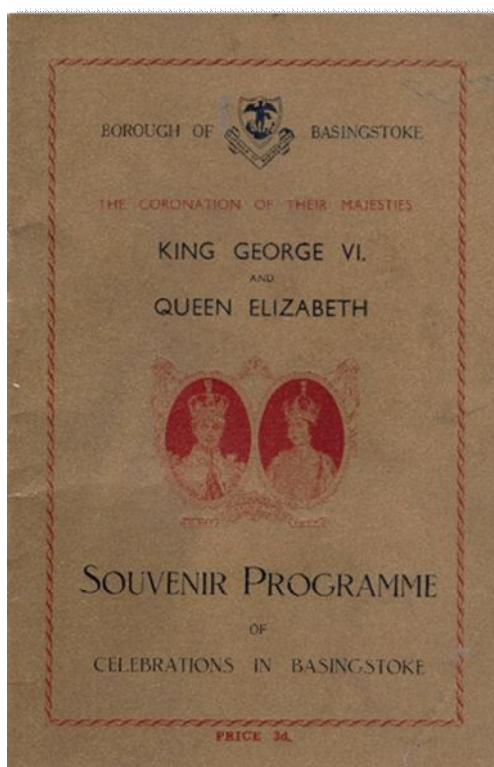 BOROUGH OF BASINGSTOKE
THE CORONATION OF THEIR MAJESTIES
KING GEORGE VI.
AND
QUEEN ELIZABETH
SOUVENIR PROGRAMME
OF
CELEBRATIONS IN BASINGSTOKE
PRICE 3d.